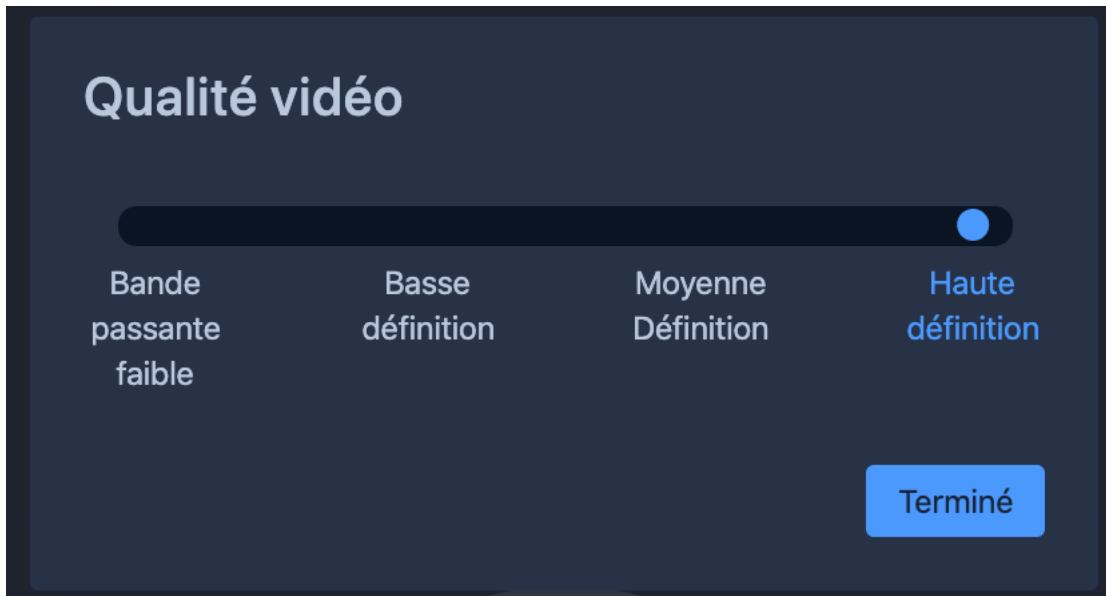 Qualité vidéo
Bande
passante
faible
Basse
définition
Moyenne
Définition
Haute
définition
Terminé